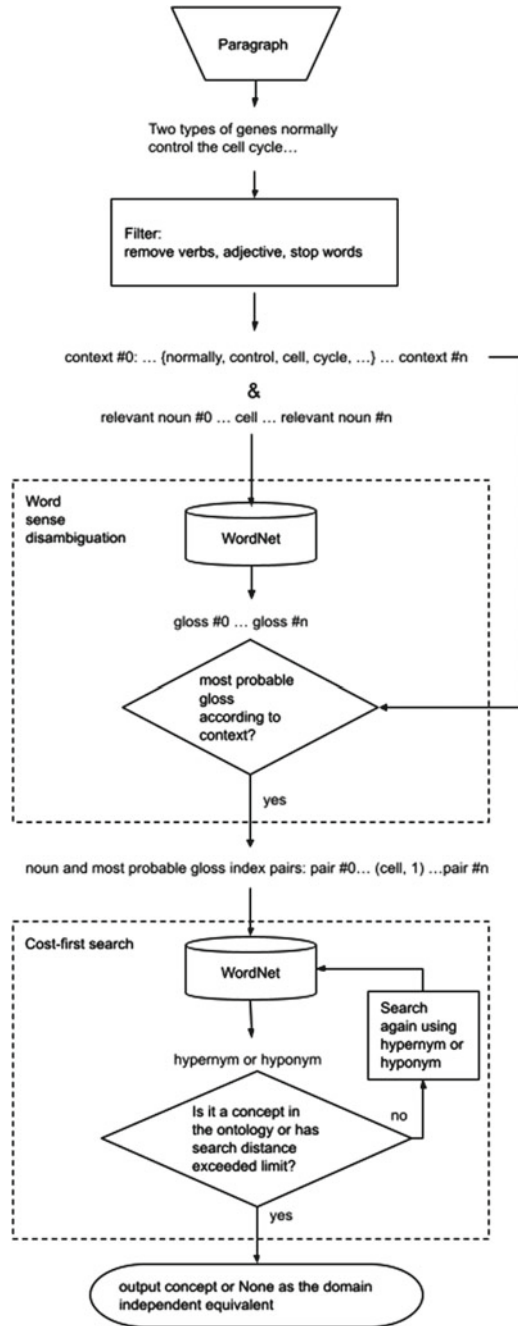 Paragraph
Two types of genes normally
control the cell cycle…
Filter:
remove verbs, adjective, stop words
context #0: … {normally, control, cell, cycle, …} … context #n
&
relevant noun #0 … cell … relevant noun #n
Word
sense
disambiguation
WordNet
gloss #0 … gloss #n
most probable
gloss
according to
context?
yes
noun and most probable gloss index pairs: pair #0… (cell, 1) …pair #n
Cost-first search
WordNet
Search
again using
hypernym or
hyponym
hypernym or hyponym
Is it a concept in
the ontology or has
search distance
exceeded limit?
no
yes
output concept or None as the domain
independent equivalent